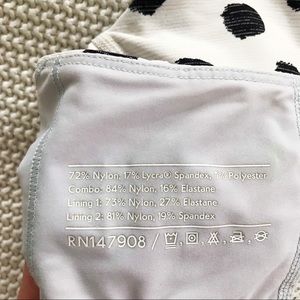 72% Nylon, 17% Lycra® Spandex, % Polyester
Combo: 84% Nylon, 16% Elastane
Lining 1: 73% Nylon, 27% Elastane
Lining 2: 81% Nylon, 19% Spandex
RN147908 /